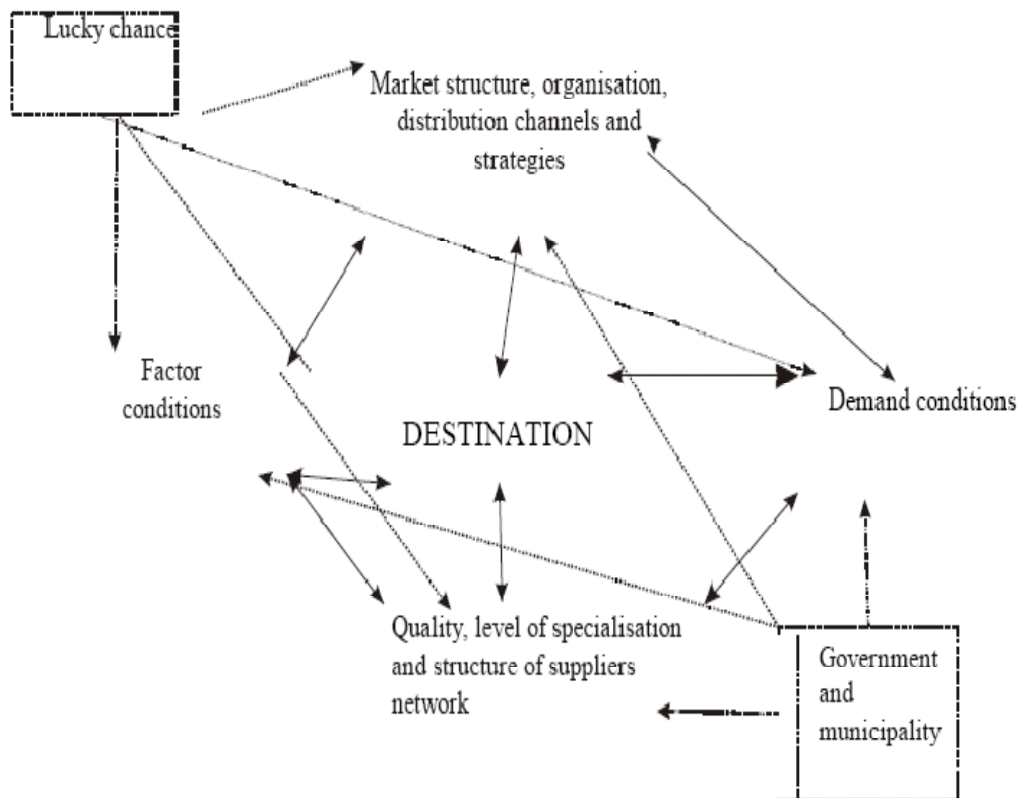 Lucky chance
Market structure, organisation,
distribution channels and
strategies
Factor
conditions
Demand conditions
DESTINATION
Quality, level of specialisation
and structure of suppliers
network
Government
and
municipality